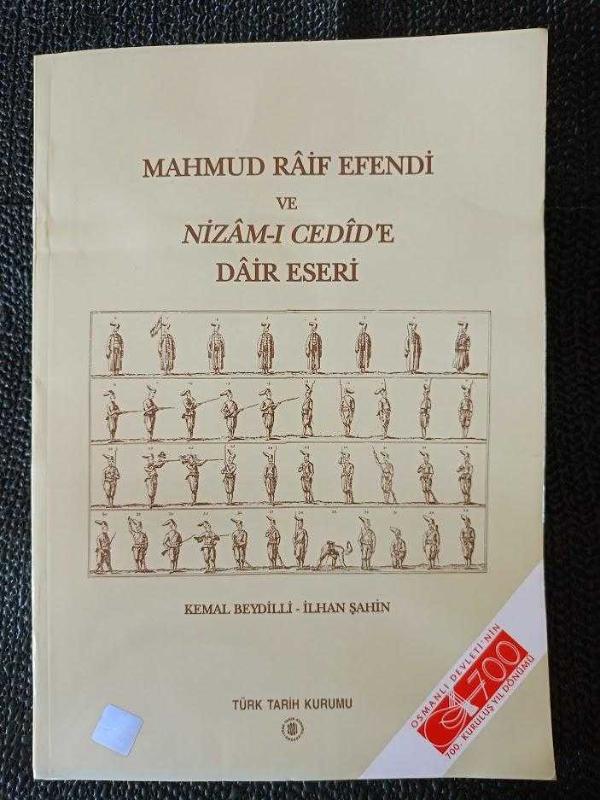 MAHMUD RÂİF EFENDİ
VE
NİZÂM-I CEDÎD'E
DÂİR ESERİ
KEMAL BEYDİLLİ - İLHAN ŞAHİN
TÜRK TARİH KURUMU
OSMANLI DEVLETİ'NİN
700
700. KURULUŞ YIL DÖNÜMÜ